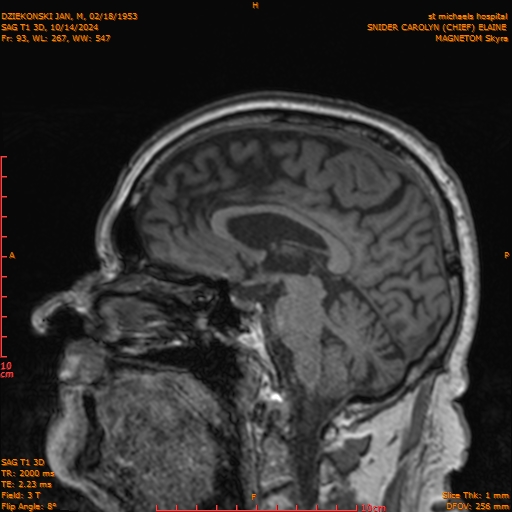 H
DZIEKONSKI JAN, M, 02/18/1953
SAG T1 3D, 10/14/2024
Fr: 93, WL: 267, WW: 547
st michaels hospital
SNIDER CAROLYN (CHIEF) ELAINE
MAGNETOM Skyra
A
P
10
cm
SAG T1 3D
TR: 2000 ms
TE: 2.23 ms
Field: 3 T
Flip Angle: 8°
F
10cm
Slice Thk: 1 mm
DFOV: 256 mm